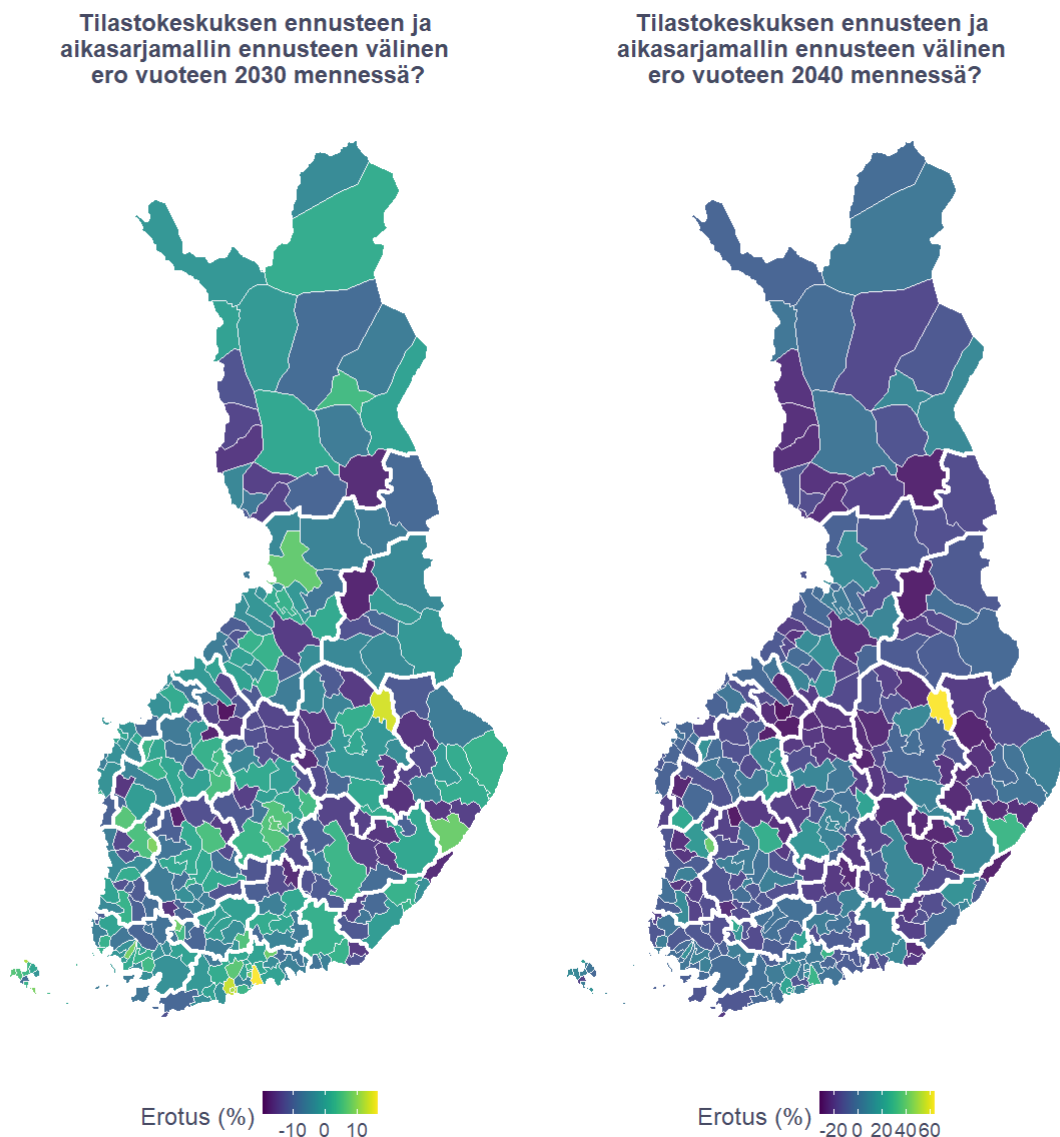 Tilastokeskuksen ennusteen ja
aikasarjamallin ennusteen välinen
ero vuoteen 2030 mennessä?
Tilastokeskuksen ennusteen ja
aikasarjamallin ennusteen välinen
ero vuoteen 2040 mennessä?
Erotus (%)
-10 0 10
Erotus (%)
-20 0 20 40 60